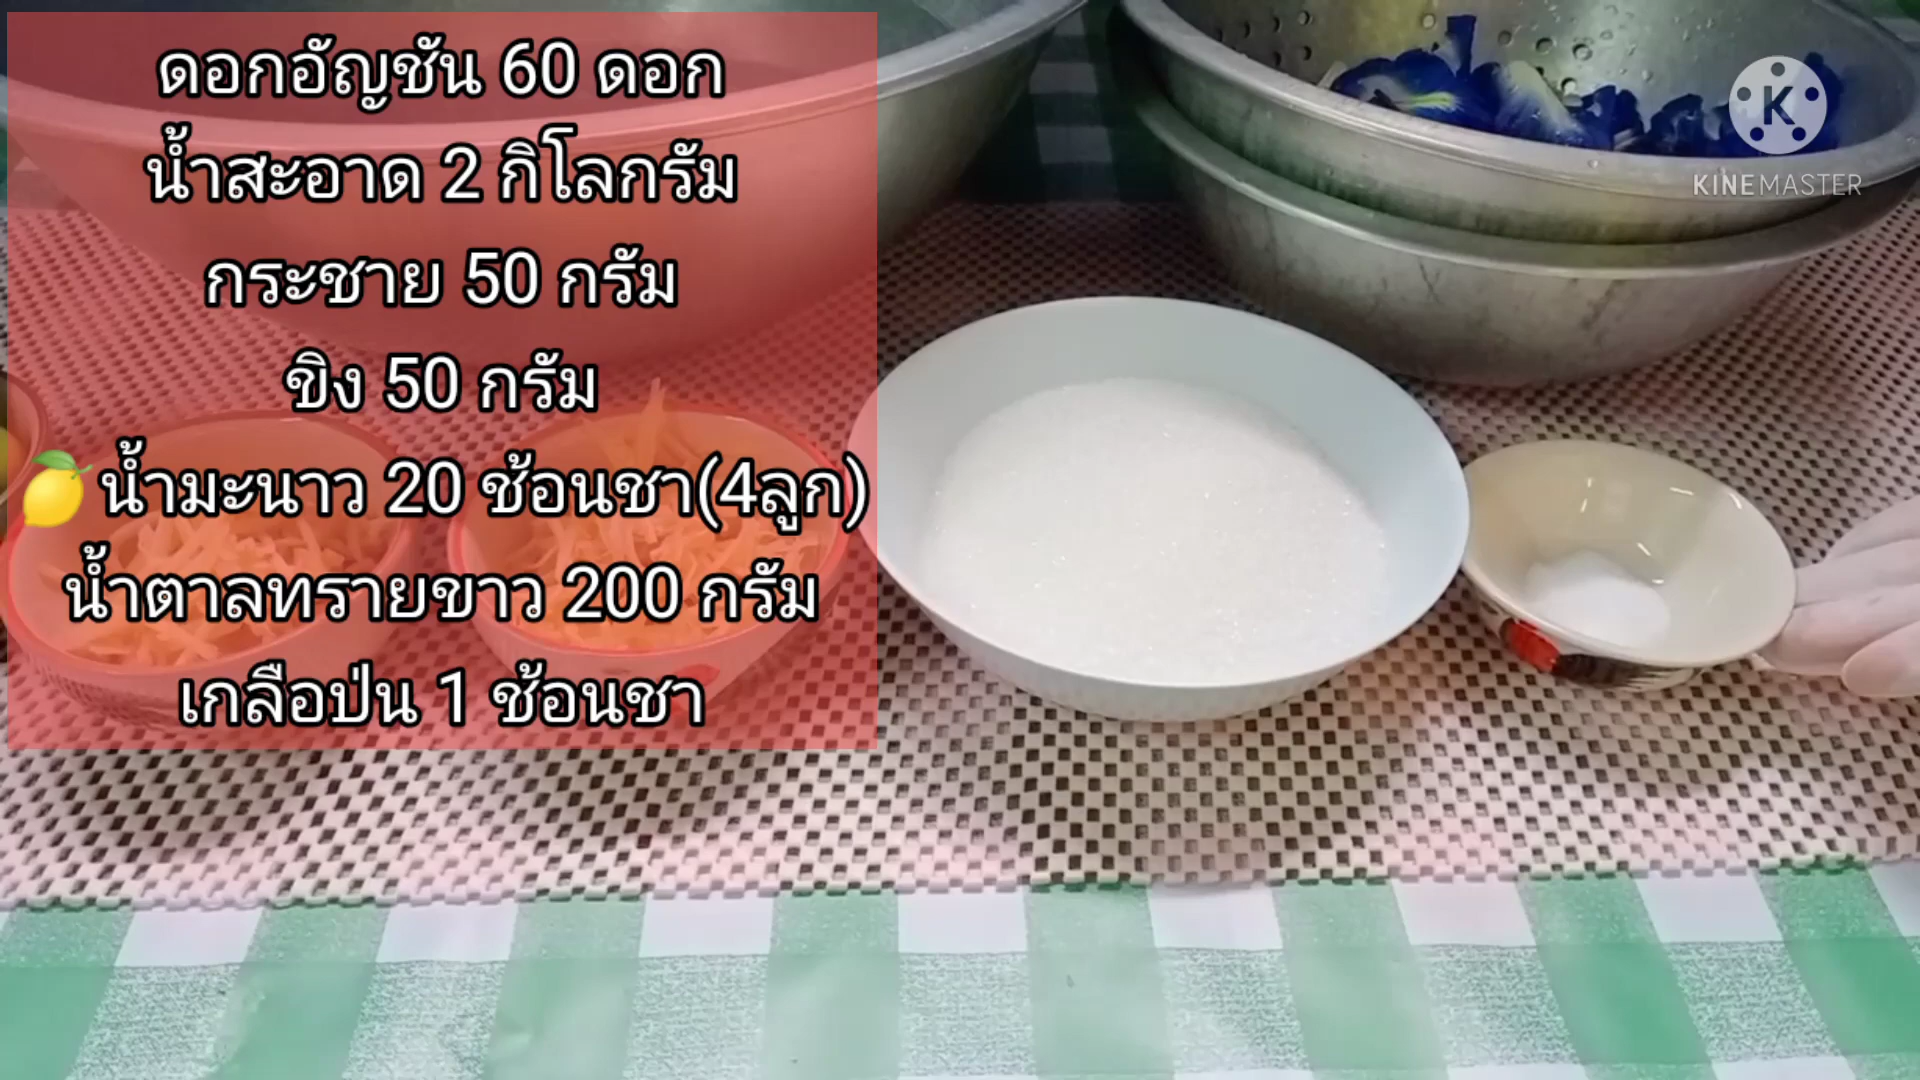 ดอกอัญชัน 60 ดอก
น้ำสะอาด 2 กิโลกรัม
กระชาย 50 กรัม
ขิง 50 กรัม
🍋น้ำมะนาว 20 ช้อนชา(4ลูก)
น้ำตาลทรายขาว 200 กรัม
เกลือป่น 1 ช้อนชา
K
KINEMASTER